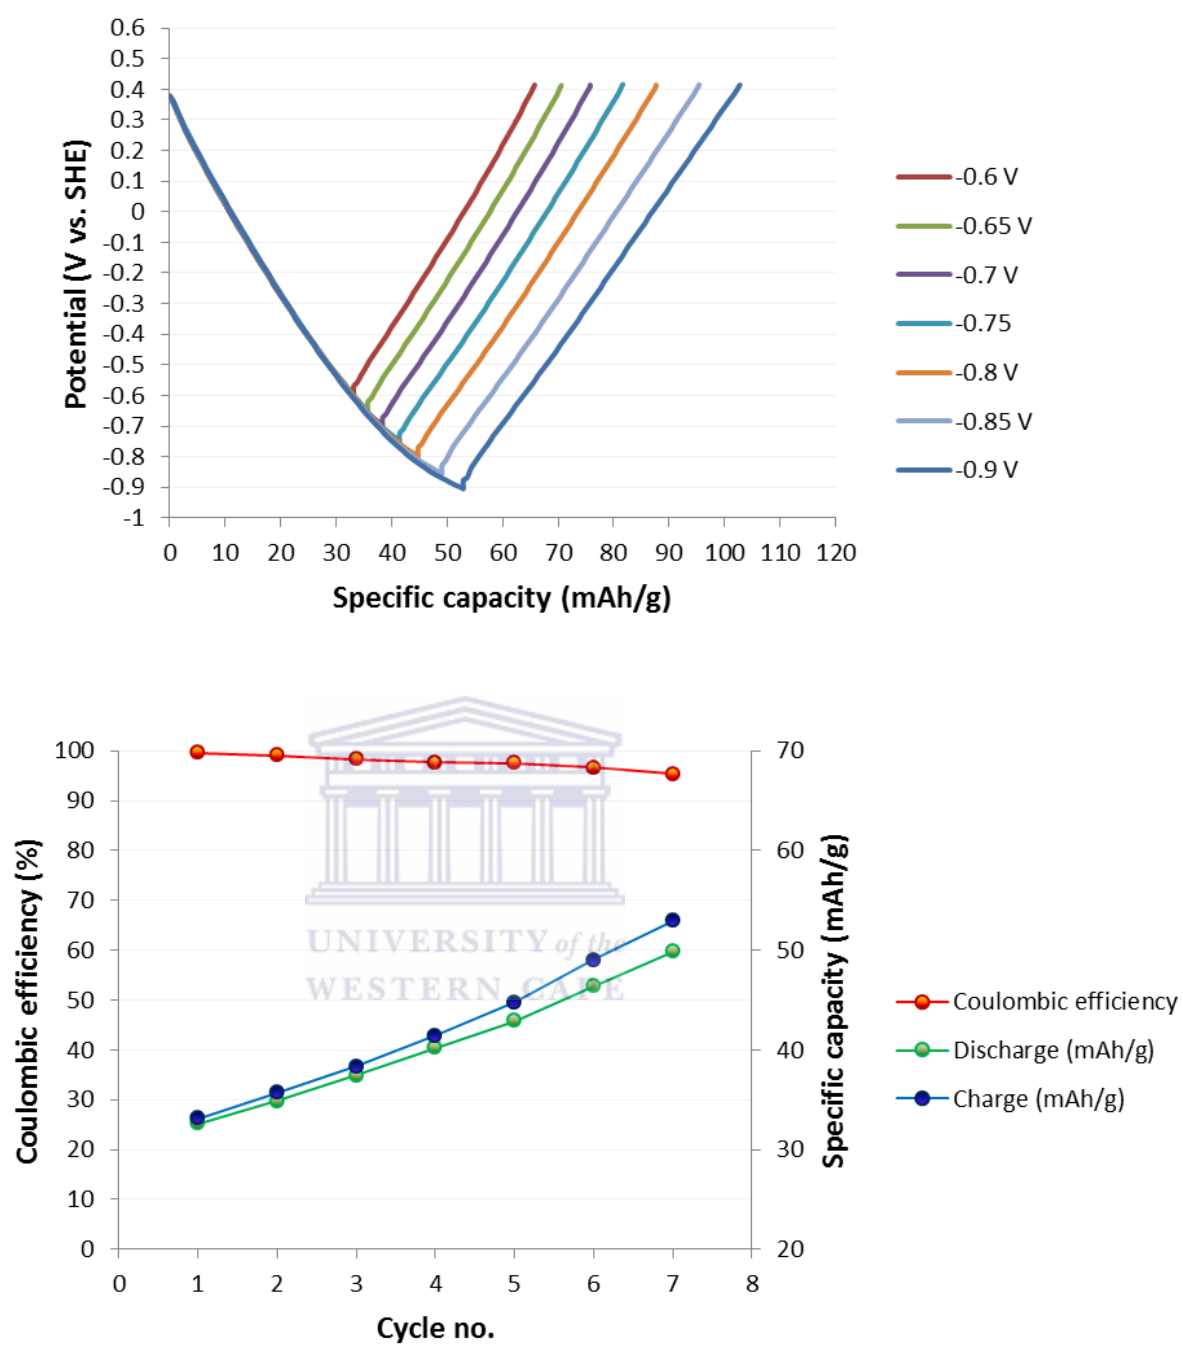 0.6
0.5
0.4
0.3
0.2
0.1
0
-0.1
-0.2
-0.3
-0.4
-0.5
-0.6
-0.7
-0.8
-0.9
-1
Potential (V vs. SHE)
0 10 20 30 40 50 60 70 80 90 100 110 120
Specific capacity (mAh/g)
-0.6 V
-0.65 V
-0.7 V
-0.75
-0.8 V
-0.85 V
-0.9 V
100
90
80
70
60
50
40
30
20
10
0
Coulombic efficiency (%)
UNIVERSITY of the
WESTERN CAPE
70
60
50
40
30
20
Specific capacity (mAh/g)
0 1 2 3 4 5 6 7 8
Cycle no.
Coulombic efficiency
Discharge (mAh/g)
Charge (mAh/g)